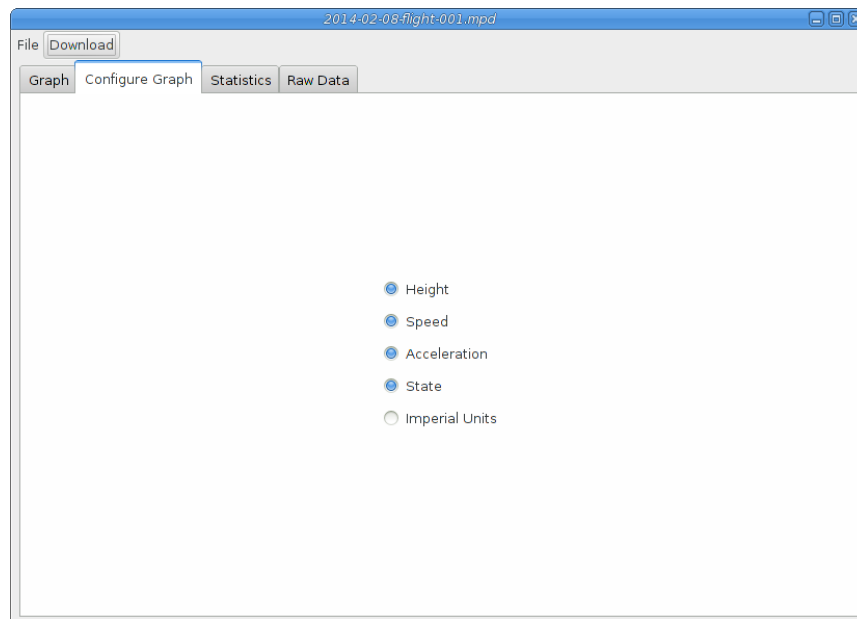 2014-02-08-flight-001.mpd
File Download
Graph Configure Graph Statistics Raw Data
Height
Speed
Acceleration
State
Imperial Units